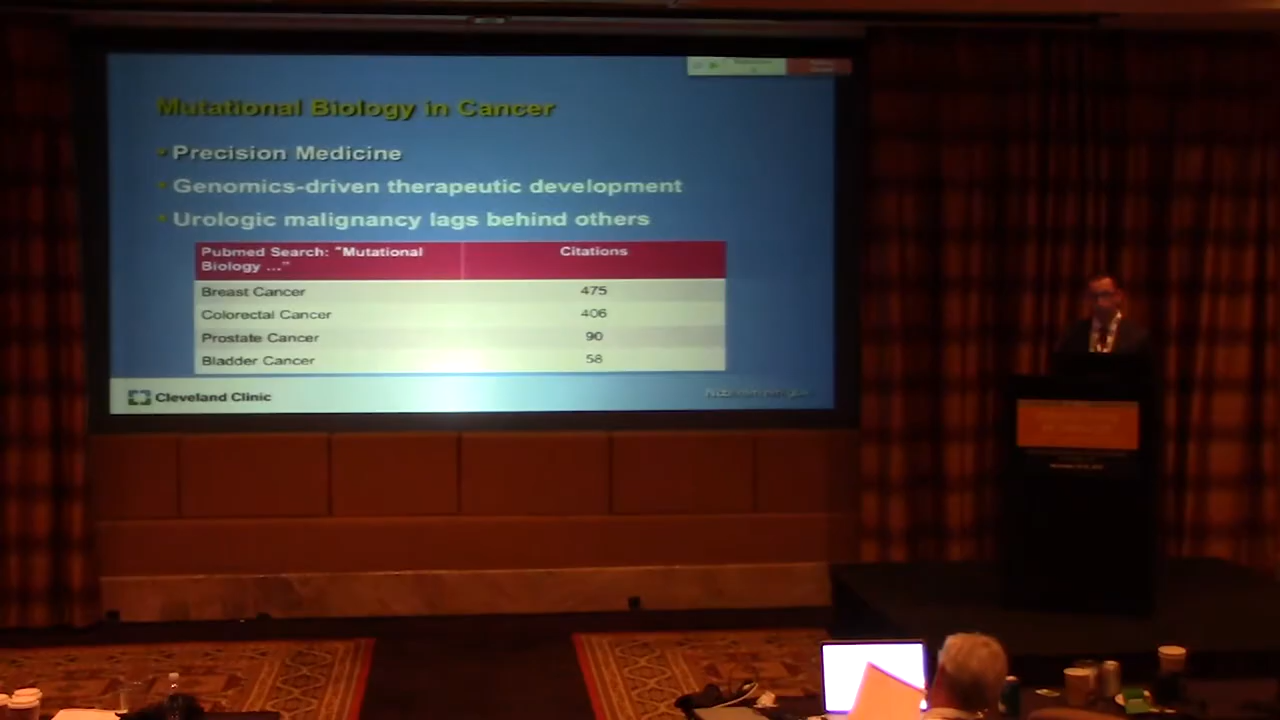 Mutational Biology in Cancer
Precision Medicine
Genomics-driven therapeutic development
Urologic malignancy lags behind others
Pubmed Search: "Mutational Citations
Biology ..."
Breast Cancer 475
Colorectal Cancer 406
Prostate Cancer 90
Bladder Cancer 58
Cleveland Clinic